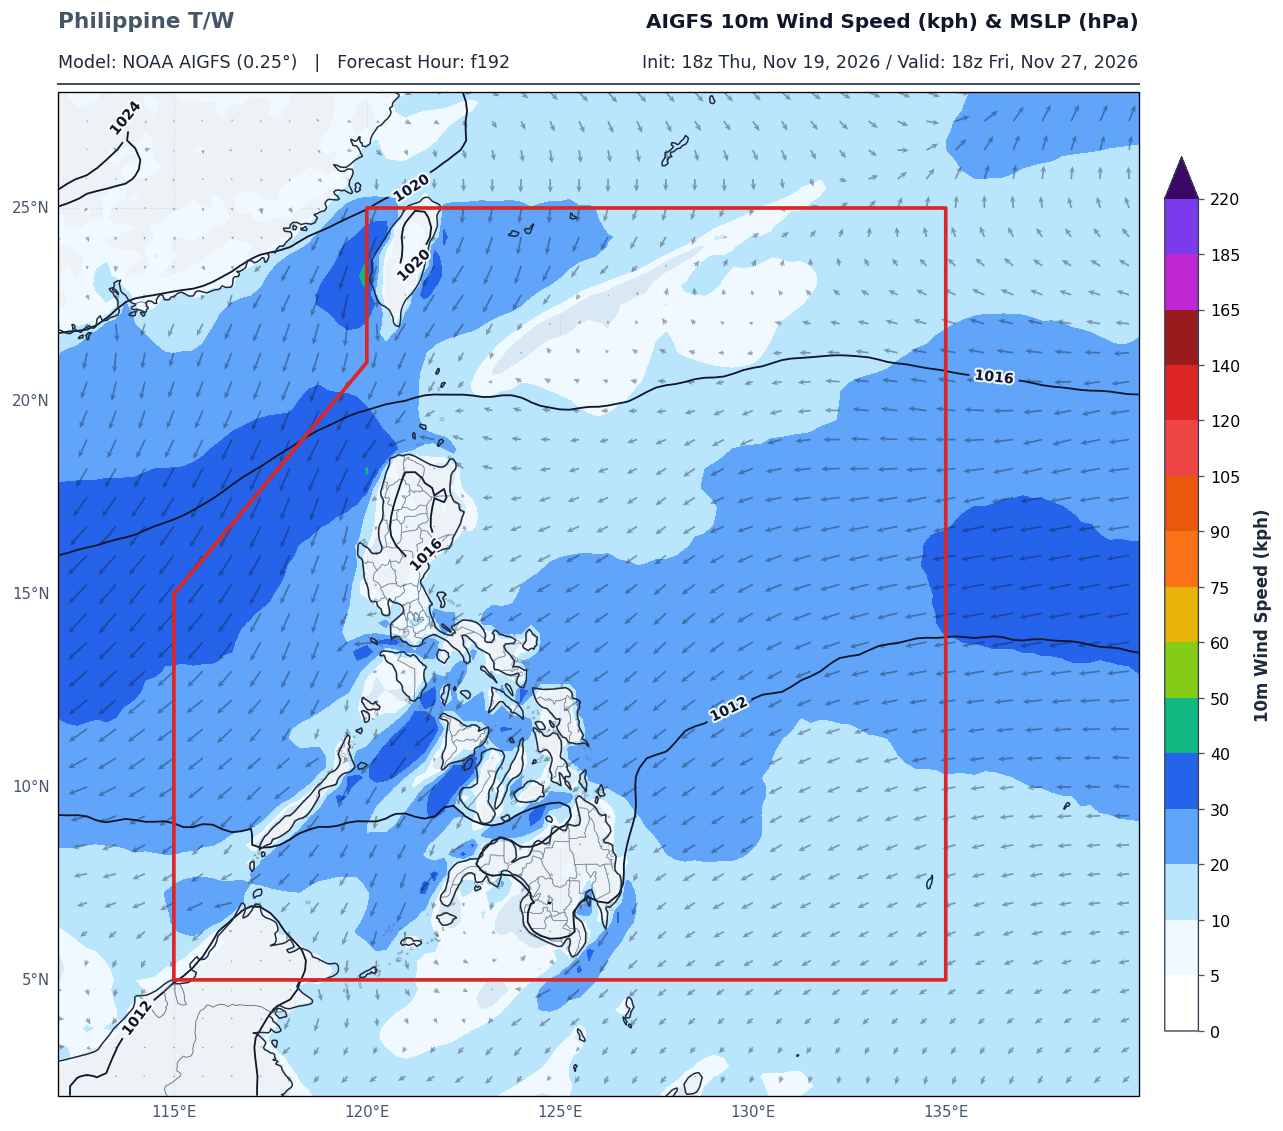 Philippine T/W
AIGFS 10m Wind Speed (kph) & MSLP (hPa)
Model: NOAA AIGFS (0.25°)   |   Forecast Hour: f192
Init: 18z Thu, Nov 19, 2026 / Valid: 18z Fri, Nov 27, 2026
1024
1020
1020
1016
1016
1012
1012
25°N
20°N
15°N
10°N
5°N
115°E
120°E
125°E
130°E
135°E
220
185
165
140
120
105
90
75
60
50
40
30
20
10
5
0
10m Wind Speed (kph)